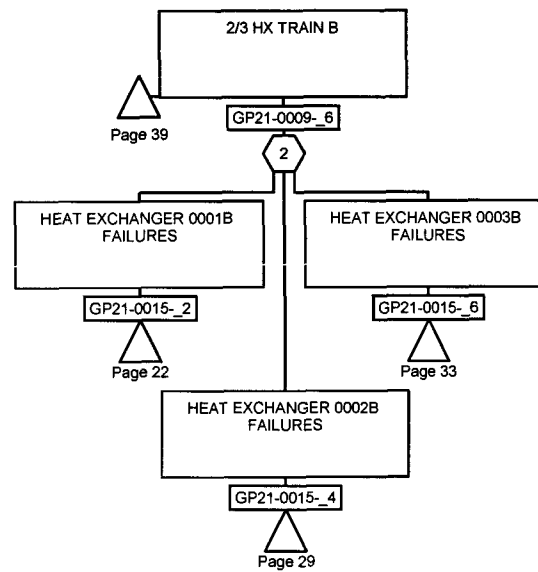 2/3 HX TRAIN B
Page 39
GP21-0009-_6
2
HEAT EXCHANGER 0001B
FAILURES
HEAT EXCHANGER 0003B
FAILURES
GP21-0015-_2
GP21-0015-_6
Page 22
Page 33
HEAT EXCHANGER 0002B
FAILURES
GP21-0015-_4
Page 29